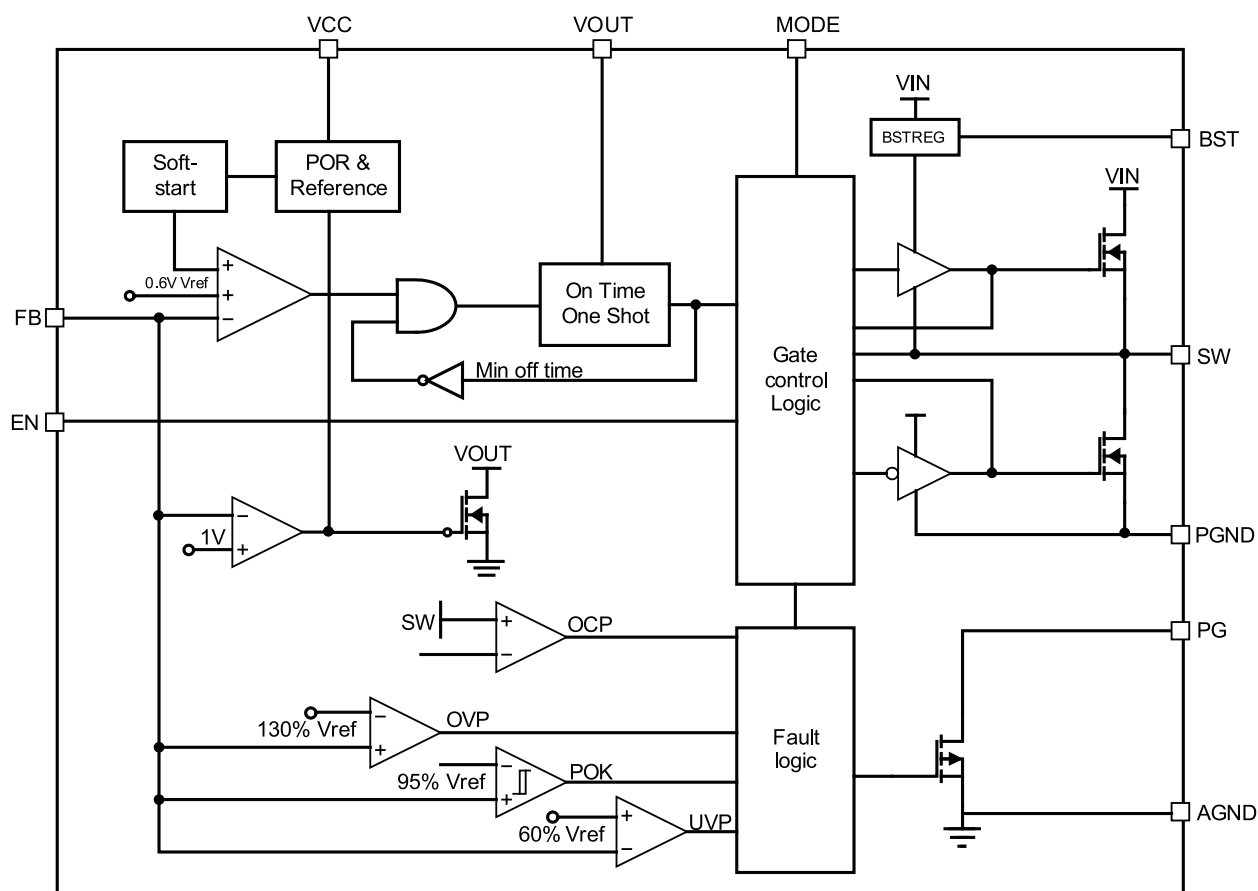 VCC
VOUT
MODE
VIN
BSTREG
BST
Soft-
start
POR &
Reference
VIN
+
0.6V Vref
+
−
FB
On Time
One Shot
Min off time
Gate
control
Logic
SW
EN
VOUT
−
1V
+
PGND
SW
+
−
OCP
PG
130% Vref
−
+
OVP
Fault
logic
95% Vref
−
+
POK
60% Vref
+
−
UVP
AGND